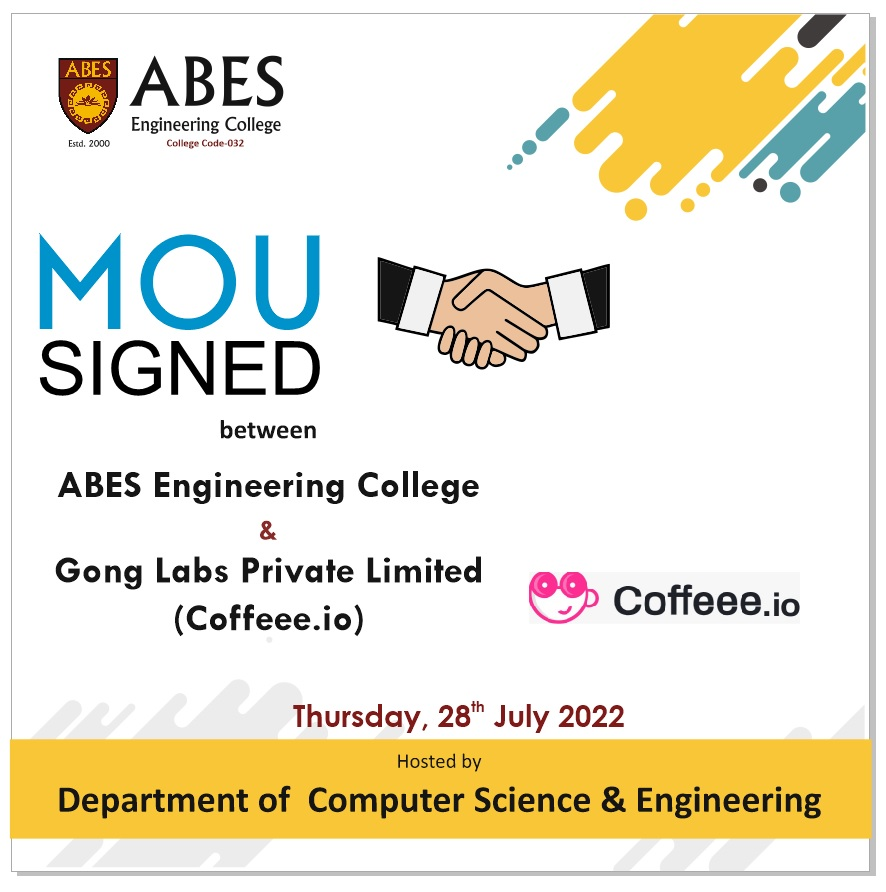 ABES
ABES
Engineering College
Estd. 2000
College Code-032
MOU
SIGNED
between
ABES Engineering College
&
Gong Labs Private Limited
(Coffeee.io)
Coffeee.io
Thursday, 28th July 2022
Hosted by
Department of Computer Science & Engineering